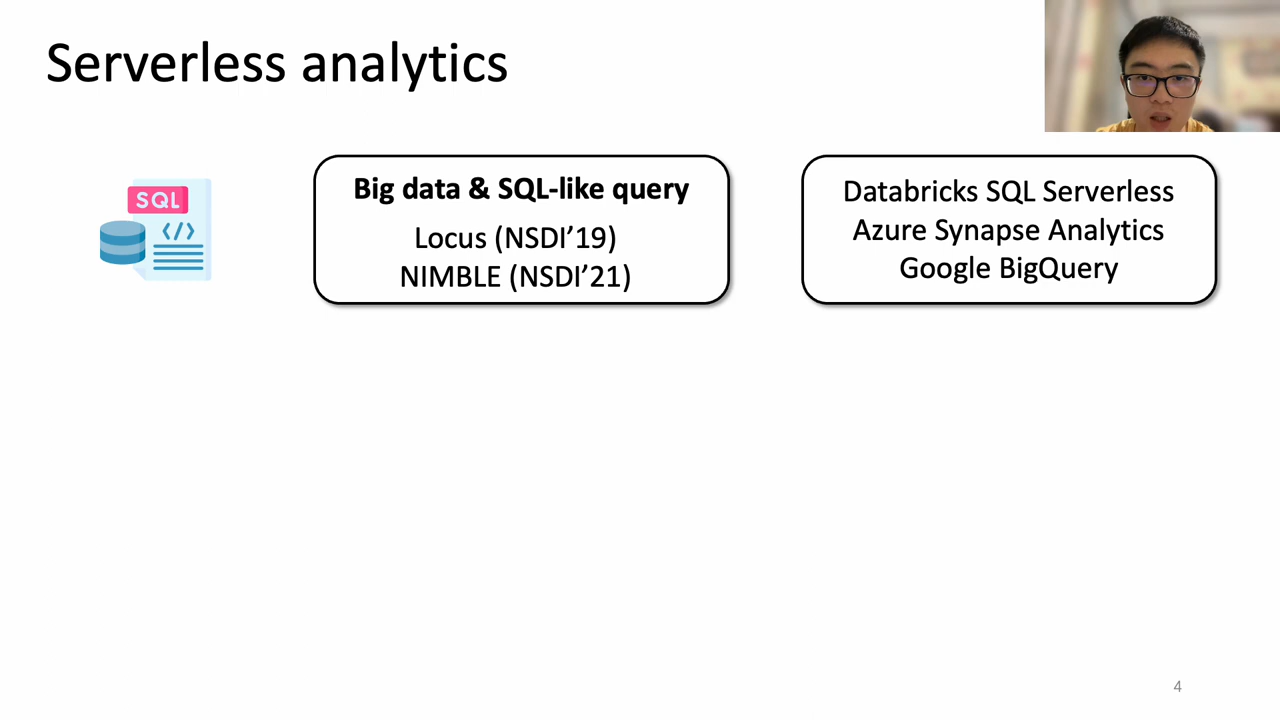 Serverless analytics
SQL
</>
Big data & SQL-like query
Locus (NSDI’19)
NIMBLE (NSDI’21)
Databricks SQL Serverless
Azure Synapse Analytics
Google BigQuery
4